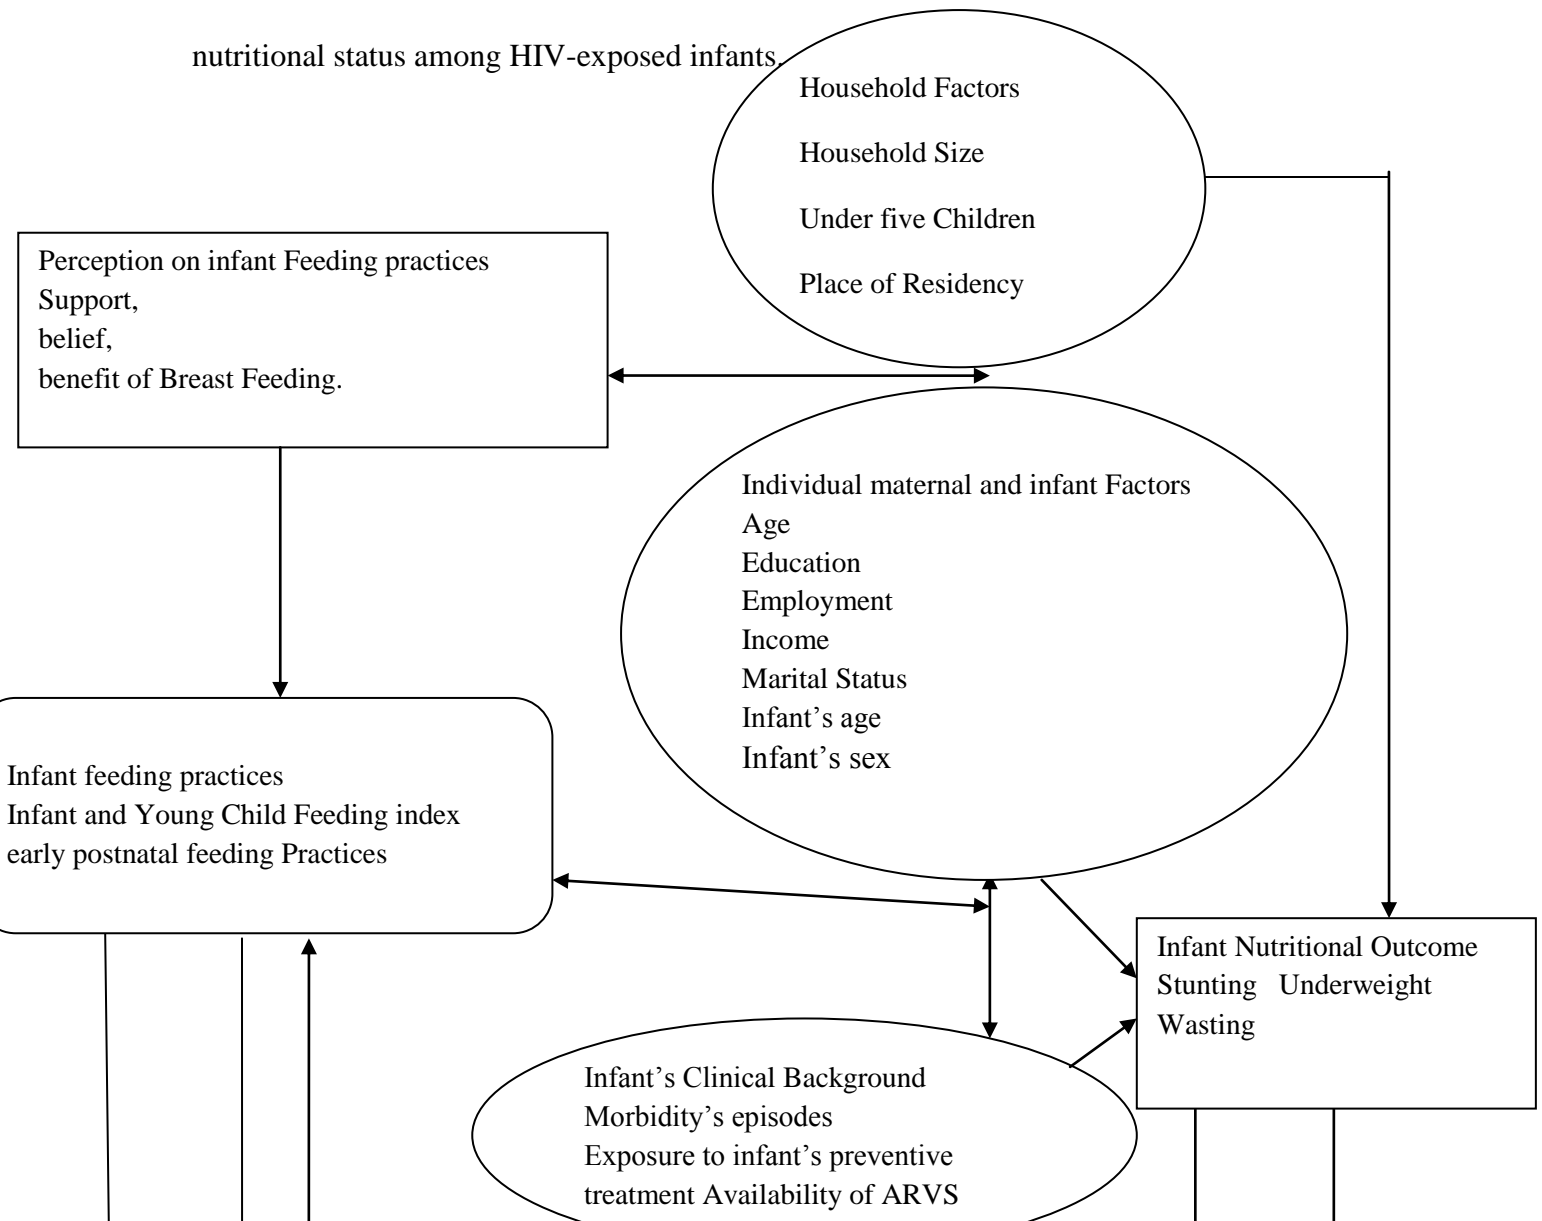 nutritional status among HIV-exposed infants.
Household Factors
Household Size
Under five Children
Place of Residency
Perception on infant Feeding practices
Support,
belief,
benefit of Breast Feeding.
Individual maternal and infant Factors
Age
Education
Employment
Income
Marital Status
Infant’s age
Infant’s sex
Infant feeding practices
Infant and Young Child Feeding index
early postnatal feeding Practices
Infant Nutritional Outcome
Stunting   Underweight
Wasting
Infant’s Clinical Background
Morbidity’s episodes
Exposure to infant’s preventive
treatment Availability of ARVS